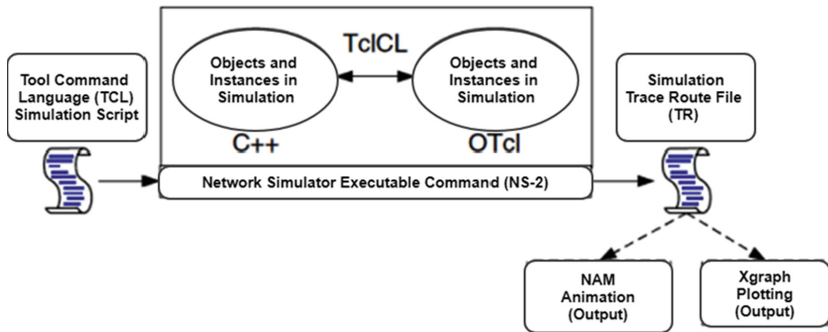 Tool Command
Language (TCL)
Simulation Script
Objects and
Instances in
Simulation
C++
TclCL
Objects and
Instances in
Simulation
OTcl
Network Simulator Executable Command (NS-2)
Simulation
Trace Route File
(TR)
NAM
Animation
(Output)
Xgraph
Plotting
(Output)